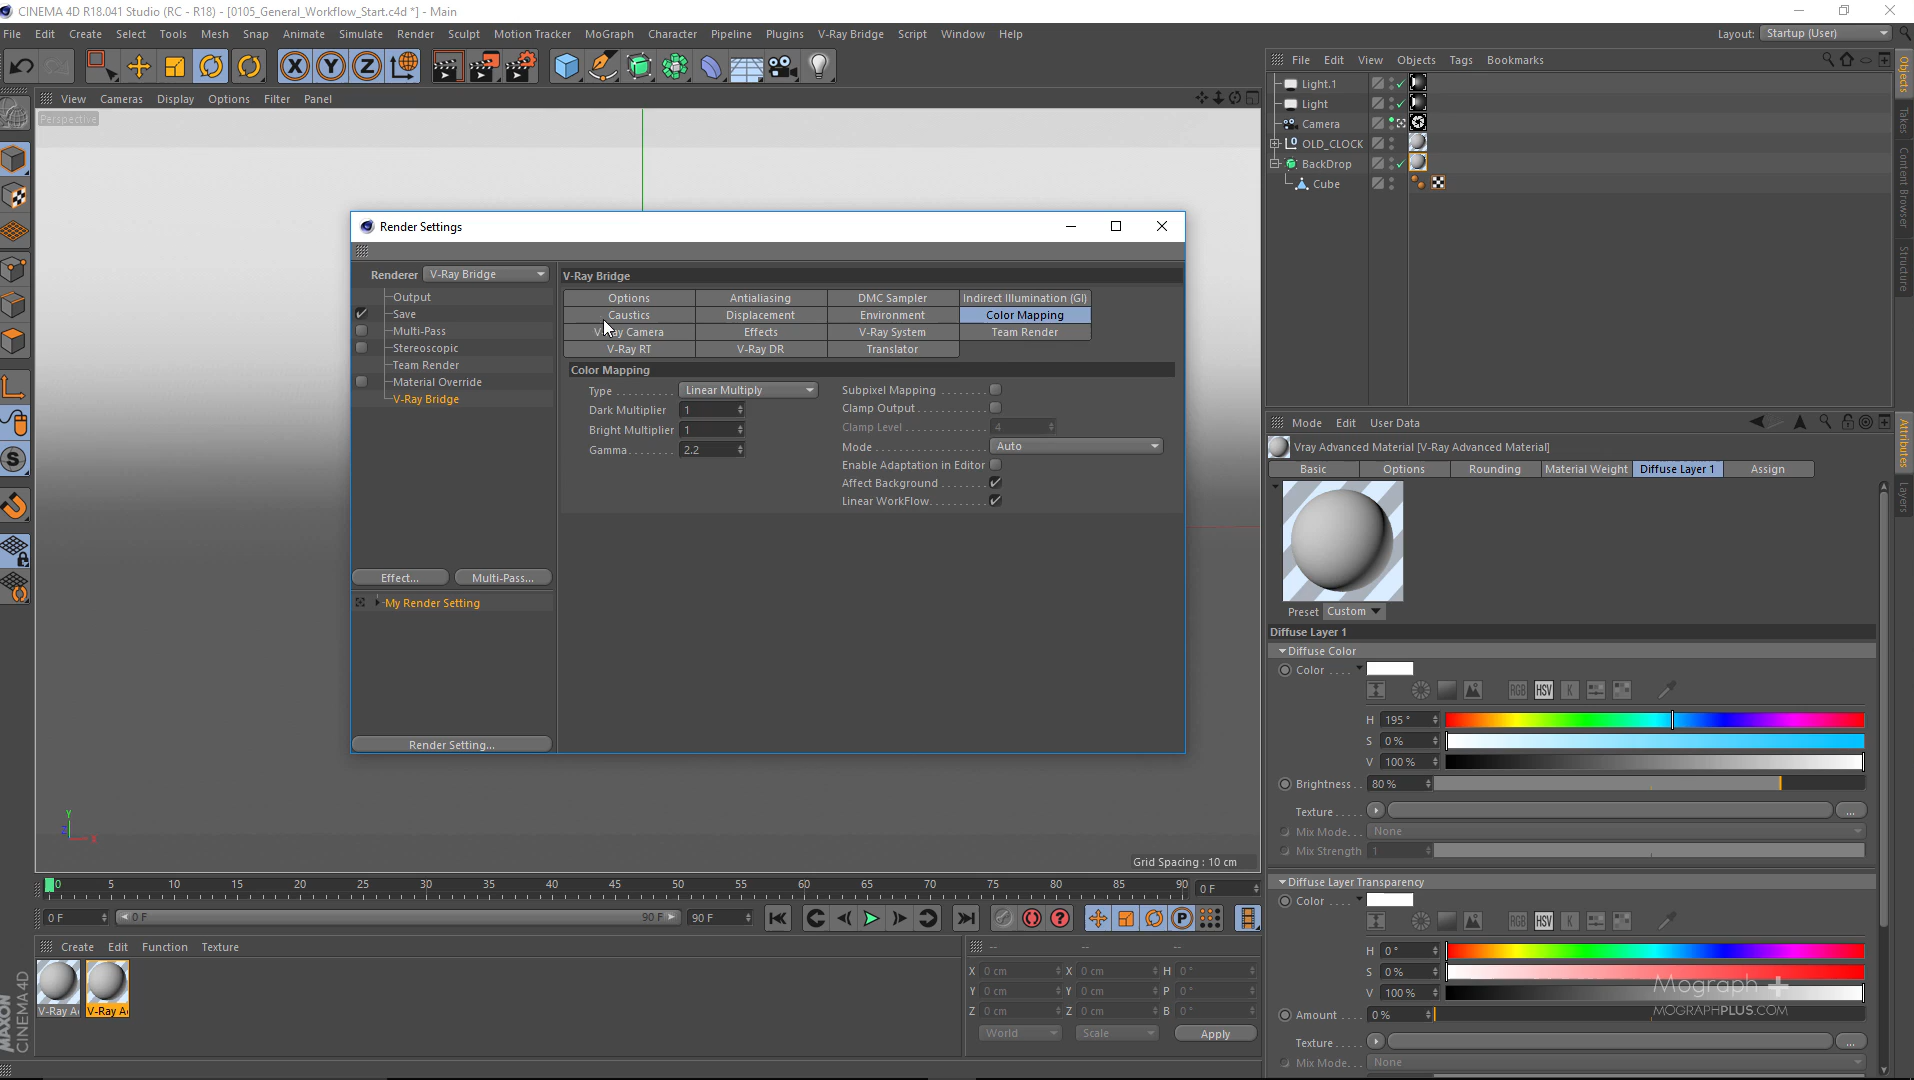 CINEMA 4D R18.041 Studio (RC - R18) - [0105_General_Workflow_Start.c4d *] - Main
File Edit Create Select Tools Mesh Snap Animate Simulate Render Sculpt Motion Tracker MoGraph Character Pipeline Plugins V-Ray Bridge Script Window Help
Layout: Startup (User)
File Edit View Objects Tags Bookmarks
View Cameras Display Options Filter Panel
Perspective
Light.1
Light
Camera
OLD_CLOCK
BackDrop
Cube
Objects
Takes
Content Browser
Structure
Render Settings
Renderer V-Ray Bridge
Output
Save
Multi-Pass
Stereoscopic
Team Render
Material Override
V-Ray Bridge
Effect... Multi-Pass...
My Render Setting
Render Setting...
V-Ray Bridge
Options Antialiasing DMC Sampler Indirect Illumination (GI)
Caustics Displacement Environment Color Mapping
V-Ray Camera Effects V-Ray System Team Render
V-Ray RT V-Ray DR Translator
Color Mapping
Type . . . . . . . . . . Linear Multiply
Dark Multiplier 1
Bright Multiplier 1
Gamma. . . . . . . . 2.2
Subpixel Mapping . . . . . . . .
Clamp Output . . . . . . . . . . . .
Clamp Level . . . . . . . . . . . . . . 4
Mode. . . . . . . . . . . . . . . . . . . Auto
Enable Adaptation in Editor
Affect Background . . . . . . . .
Linear WorkFlow. . . . . . . . . .
Mode Edit User Data
Vray Advanced Material [V-Ray Advanced Material]
Basic Options Rounding Material Weight Diffuse Layer 1 Assign
Attributes
Layers
Preset Custom
Diffuse Layer 1
Diffuse Color
Color . . . .
RGB HSV K
H 195 °
S 0 %
V 100 %
Brightness . . 80 %
Texture . . . . . ...
Mix Mode. . . None
Mix Strength 1
Diffuse Layer Transparency
Color . . . .
RGB HSV K
H 0 °
S 0 %
V 100 %
Amount . . . . 0 %
Texture . . . . . ...
Mix Mode. . . None
Mograph +
MOGRAPHPLUS.COM
Y
Z
X
Grid Spacing : 10 cm
0 5 10 15 20 25 30 35 40 45 50 55 60 65 70 75 80 85 90 0 F
0 F 0 F 90 F 90 F
Create Edit Function Texture
V-Ray A V-Ray A
-- -- --
X 0 cm X 0 cm H 0 °
Y 0 cm Y 0 cm P 0 °
Z 0 cm Z 0 cm B 0 °
World Scale Apply
MAXON
CINEMA 4D